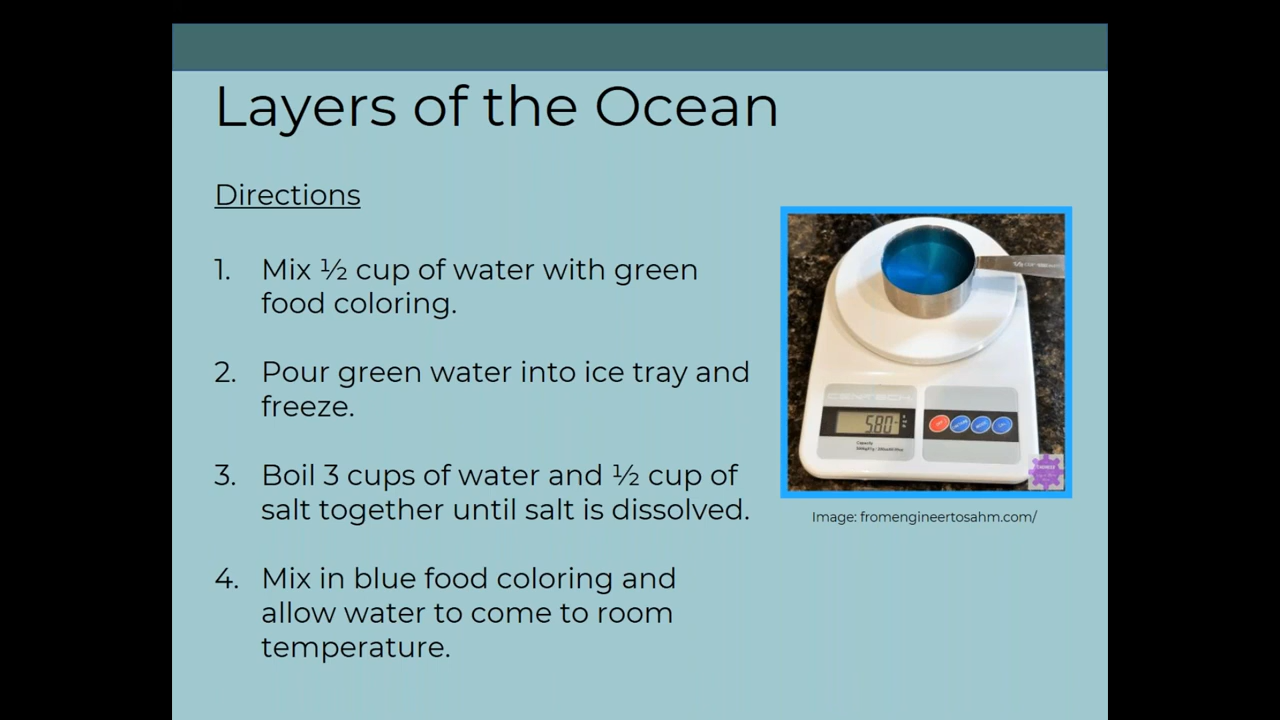 Layers of the Ocean
Directions
1. Mix ½ cup of water with green
food coloring.
2. Pour green water into ice tray and
freeze.
3. Boil 3 cups of water and ½ cup of
salt together until salt is dissolved.
4. Mix in blue food coloring and
allow water to come to room
temperature.
5.80
Capacity
Image: fromengineertosahm.com/